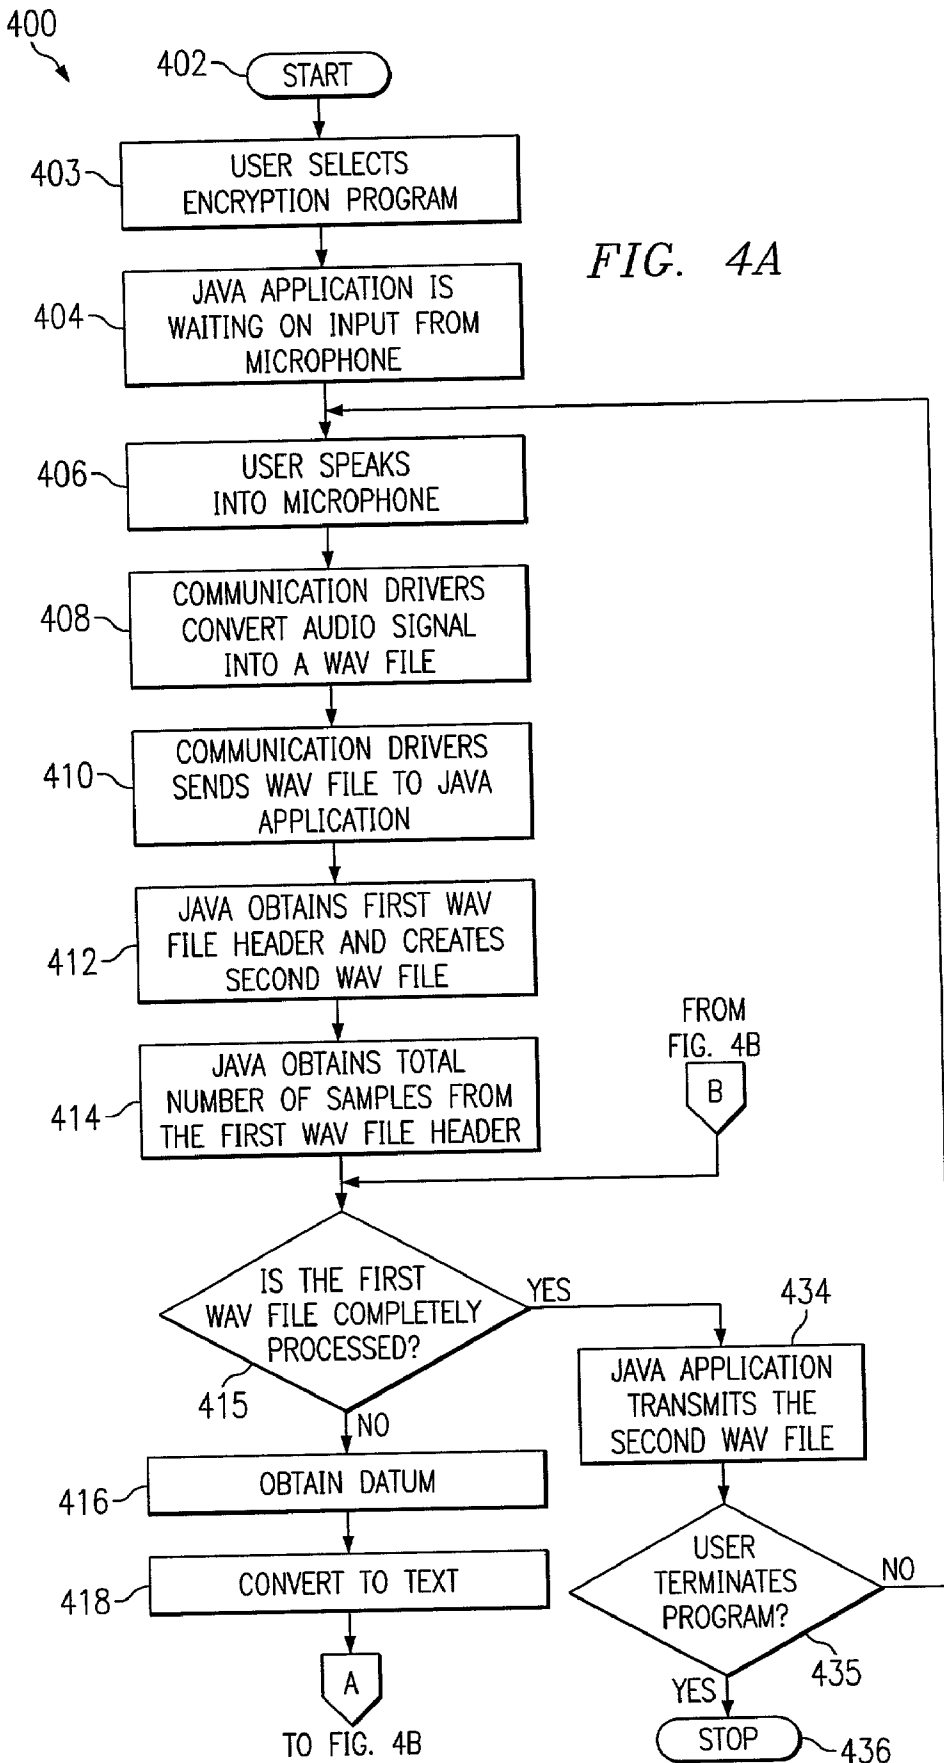 400
402
START
403
USER SELECTS
ENCRYPTION PROGRAM
FIG. 4A
404
JAVA APPLICATION IS
WAITING ON INPUT FROM
MICROPHONE
406
USER SPEAKS
INTO MICROPHONE
408
COMMUNICATION DRIVERS
CONVERT AUDIO SIGNAL
INTO A WAV FILE
410
COMMUNICATION DRIVERS
SENDS WAV FILE TO JAVA
APPLICATION
412
JAVA OBTAINS FIRST WAV
FILE HEADER AND CREATES
SECOND WAV FILE
414
JAVA OBTAINS TOTAL
NUMBER OF SAMPLES FROM
THE FIRST WAV FILE HEADER
FROM
FIG. 4B
B
IS THE FIRST
WAV FILE COMPLETELY
PROCESSED?
415
YES
NO
434
JAVA APPLICATION
TRANSMITS THE
SECOND WAV FILE
416
OBTAIN DATUM
418
CONVERT TO TEXT
A
TO FIG. 4B
USER
TERMINATES
PROGRAM?
NO
435
YES
STOP
436